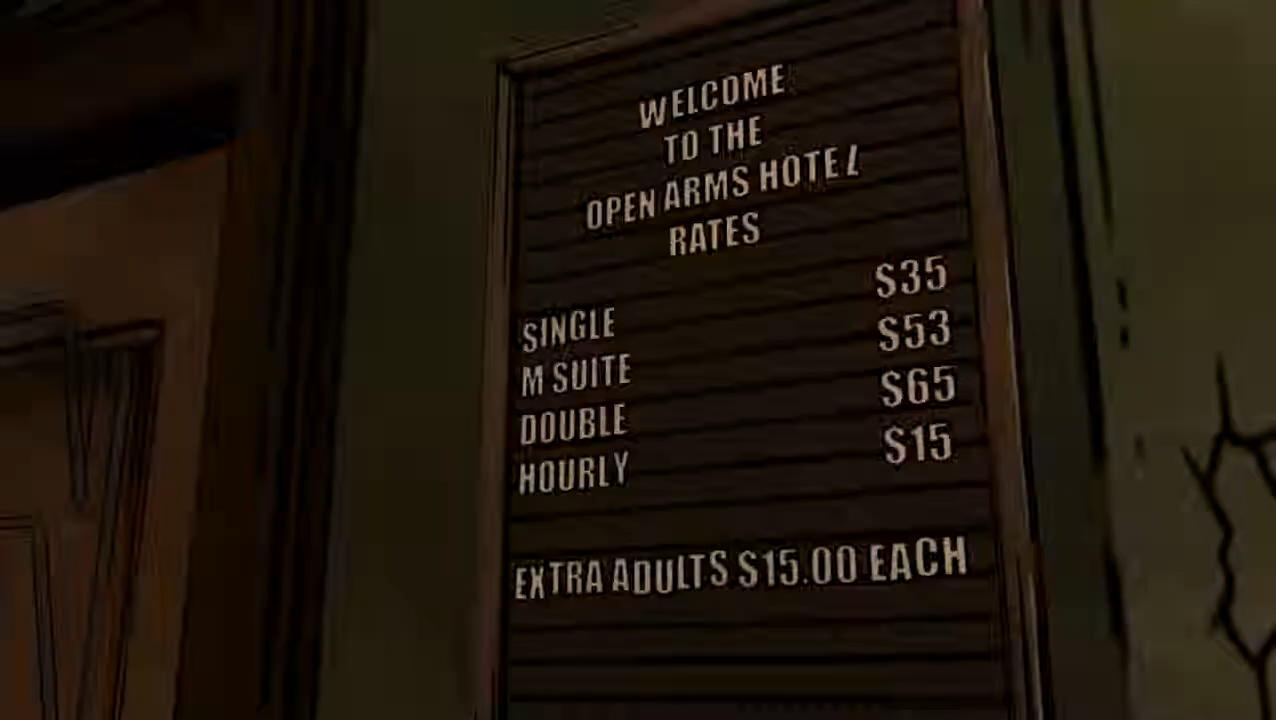 WELCOME
TO THE
OPEN ARMS HOTEL
RATES
SINGLE $35
M SUITE $53
DOUBLE $65
HOURLY $15
EXTRA ADULTS $15.00 EACH